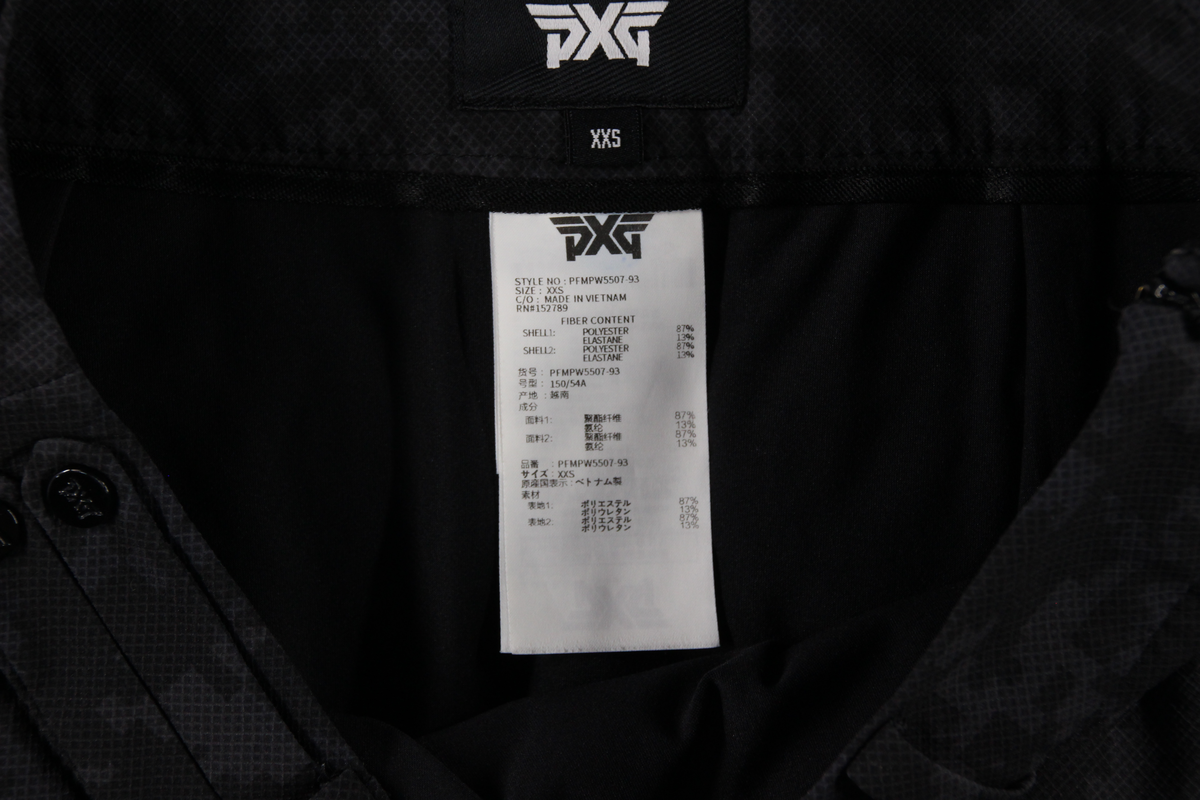 PXG
XXS
PXG
STYLE NO : PFMPW5507-93
SIZE : XXS
C/O : MADE IN VIETNAM
RN#152789
FIBER CONTENT
SHELL1: POLYESTER 87%
ELASTANE 13%
SHELL2: POLYESTER 87%
ELASTANE 13%
货号 : PFMPW5507-93
号型 : 150/54A
产地 : 越南
成分
面料1: 聚酯纤维 87%
氨纶 13%
面料2: 聚酯纤维 87%
氨纶 13%
品番 : PFMPW5507-93
サイズ : XXS
原産国表示 : ベトナム製
素材
表地1: ポリエステル 87%
ポリウレタン 13%
表地2: ポリエステル 87%
ポリウレタン 13%
PXG